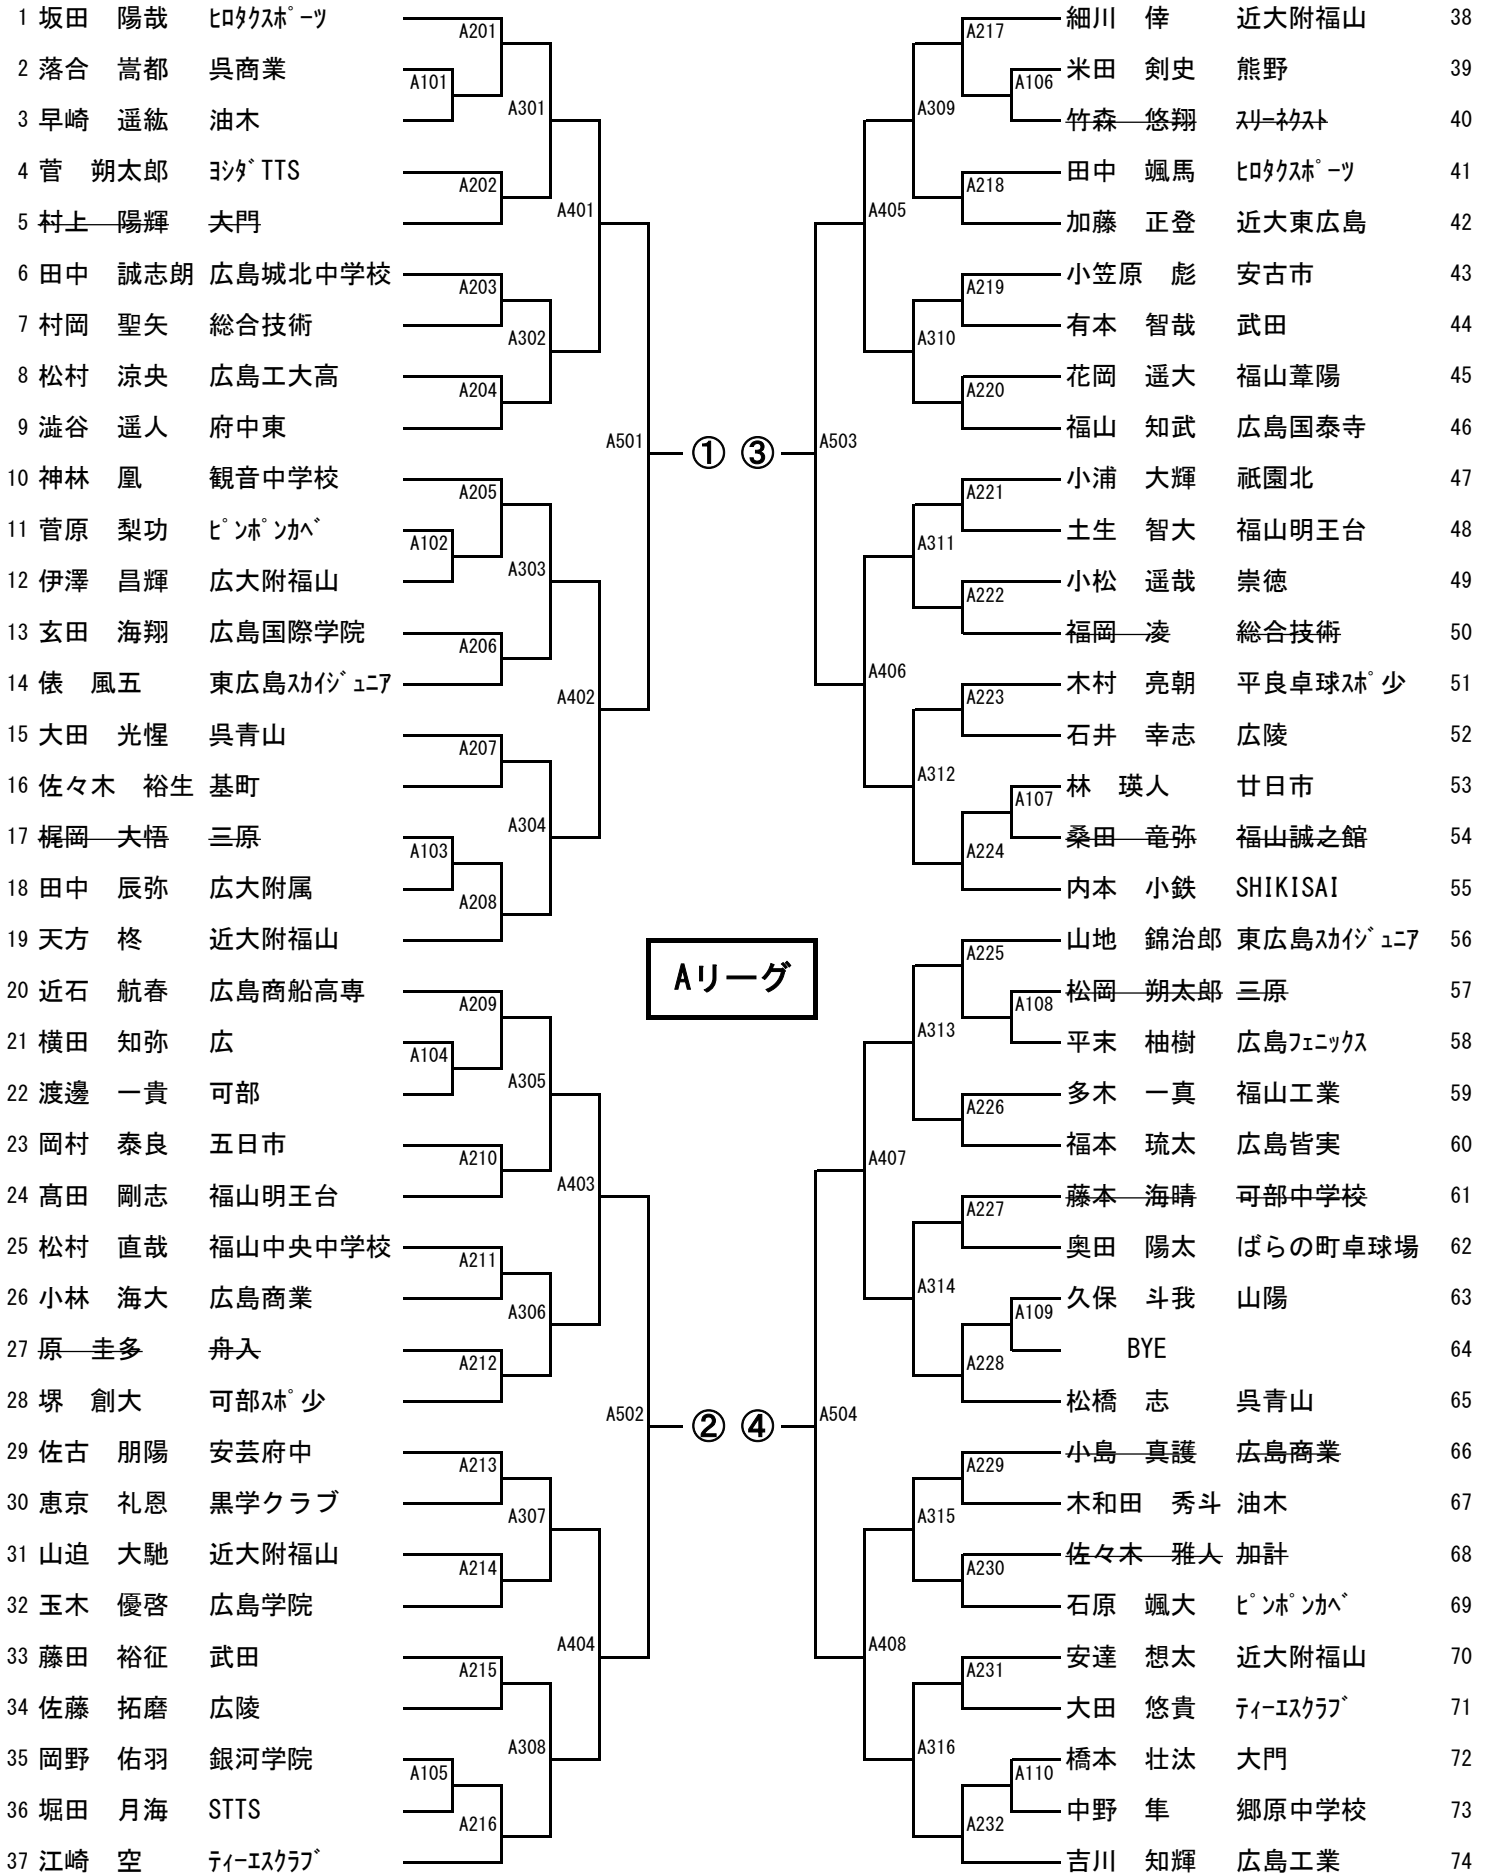 1 坂田 陽哉 ﾋﾛﾀｸｽﾎﾟｰﾂ
A201
2 落合 嵩都 呉商業
A101
A301
3 早崎 遥紘 油木
4 菅 朔太郎 ﾖｼﾀﾞTTS
A202
A401
5 村上 陽輝 大門
6 田中 誠志朗 広島城北中学校
A203
7 村岡 聖矢 総合技術
A302
8 松村 涼央 広島工大高
A204
9 澁谷 遥人 府中東
A501
①
10 神林 凰 観音中学校
A205
11 菅原 梨功 ﾋﾟﾝﾎﾟﾝｶﾍﾞ
A102
A303
12 伊澤 昌輝 広大附福山
13 玄田 海翔 広島国際学院
A206
14 俵 風五 東広島ｽｶｲｼﾞｭﾆｱ
A402
15 大田 光惺 呉青山
A207
16 佐々木 裕生 基町
A304
17 梶岡 大悟 三原
A103
18 田中 辰弥 広大附属
A208
19 天方 柊 近大附福山
20 近石 航春 広島商船高専
A209
21 横田 知弥 広
A104
A305
22 渡邊 一貴 可部
23 岡村 泰良 五日市
A210
A403
24 髙田 剛志 福山明王台
25 松村 直哉 福山中央中学校
A211
26 小林 海大 広島商業
A306
27 原 圭多 舟入
A212
28 堺 創大 可部ｽﾎﾟ少
A502
②
29 佐古 朋陽 安芸府中
A213
30 恵京 礼恩 黒学クラブ
A307
31 山迫 大馳 近大附福山
A214
32 玉木 優啓 広島学院
A404
33 藤田 裕征 武田
A215
34 佐藤 拓磨 広陵
A308
35 岡野 佑羽 銀河学院
A105
36 堀田 月海 STTS
A216
37 江崎 空 ﾃｨｰｴｽｸﾗﾌﾞ
Aリーグ
細川 倖 近大附福山 38
A217
米田 剣史 熊野 39
A106
A309
竹森 悠翔 ｽﾘｰﾈｸｽﾄ 40
田中 颯馬 ﾋﾛﾀｸｽﾎﾟｰﾂ 41
A218
A405
加藤 正登 近大東広島 42
小笠原 彪 安古市 43
A219
有本 智哉 武田 44
A310
花岡 遥大 福山葦陽 45
A220
福山 知武 広島国泰寺 46
③
A503
小浦 大輝 祇園北 47
A221
土生 智大 福山明王台 48
A311
小松 遥哉 崇徳 49
A222
福岡 凌 総合技術 50
A406
木村 亮朝 平良卓球ｽﾎﾟ少 51
A223
石井 幸志 広陵 52
A312
林 瑛人 廿日市 53
A107
桑田 竜弥 福山誠之館 54
A224
内本 小鉄 SHIKISAI 55
山地 錦治郎 東広島ｽｶｲｼﾞｭﾆｱ 56
A225
松岡 朔太郎 三原 57
A108
A313
平末 柚樹 広島ﾌｪﾆｯｸｽ 58
多木 一真 福山工業 59
A226
福本 琉太 広島皆実 60
A407
藤本 海晴 可部中学校 61
A227
奥田 陽太 ばらの町卓球場 62
A314
久保 斗我 山陽 63
A109
BYE 64
A228
松橋 志 呉青山 65
④
A504
小島 真護 広島商業 66
A229
木和田 秀斗 油木 67
A315
佐々木 雅人 加計 68
A230
石原 颯大 ﾋﾟﾝﾎﾟﾝｶﾍﾞ 69
A408
安達 想太 近大附福山 70
A231
大田 悠貴 ﾃｨｰｴｽｸﾗﾌﾞ 71
A316
橋本 壮汰 大門 72
A110
中野 隼 郷原中学校 73
A232
吉川 知輝 広島工業 74